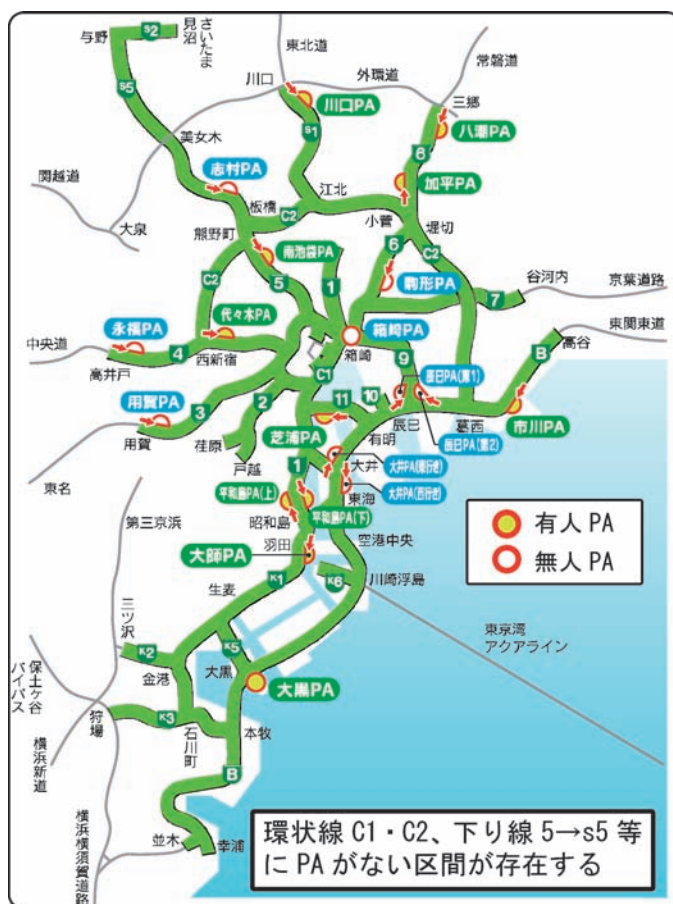 さいたま
見沼
S2
与野
東北道
常磐道
外環道
川口
三郷
川口PA
八潮PA
S5
S1
美女木
志村PA
6
加平PA
関越道
板橋
江北
C2
小菅
堀切
大泉
熊野町
南池袋PA
6
C2
C2
5
1
駒形PA
谷河内
京葉道路
7
代々木PA
永福PA
箱崎PA
東関東道
中央道
4
西新宿
箱崎
B
高谷
高井戸
C1
9
辰巳PA(第1)
用賀PA
3
2
11
10
辰巳
葛西
市川PA
用賀
荏原
芝浦PA
有明
辰巳PA(第2)
戸越
1
大井
大井PA(東行き)
東名
平和島PA(上)
東海
大井PA(西行き)
第三京浜
昭和島
平和島PA(下)
有人PA
大師PA
羽田
空港中央
無人PA
生麦
K1
K6
川崎浮島
三ツ沢
K5
東京湾
アクアライン
K2
大黒
金港
大黒PA
保土ヶ谷
バイパス
狩場
K3
石川町
本牧
横浜新道
B
横浜横須賀道路
並木
幸浦
環状線 C1・C2、下り線 5→s5 等
に PA がない区間が存在する